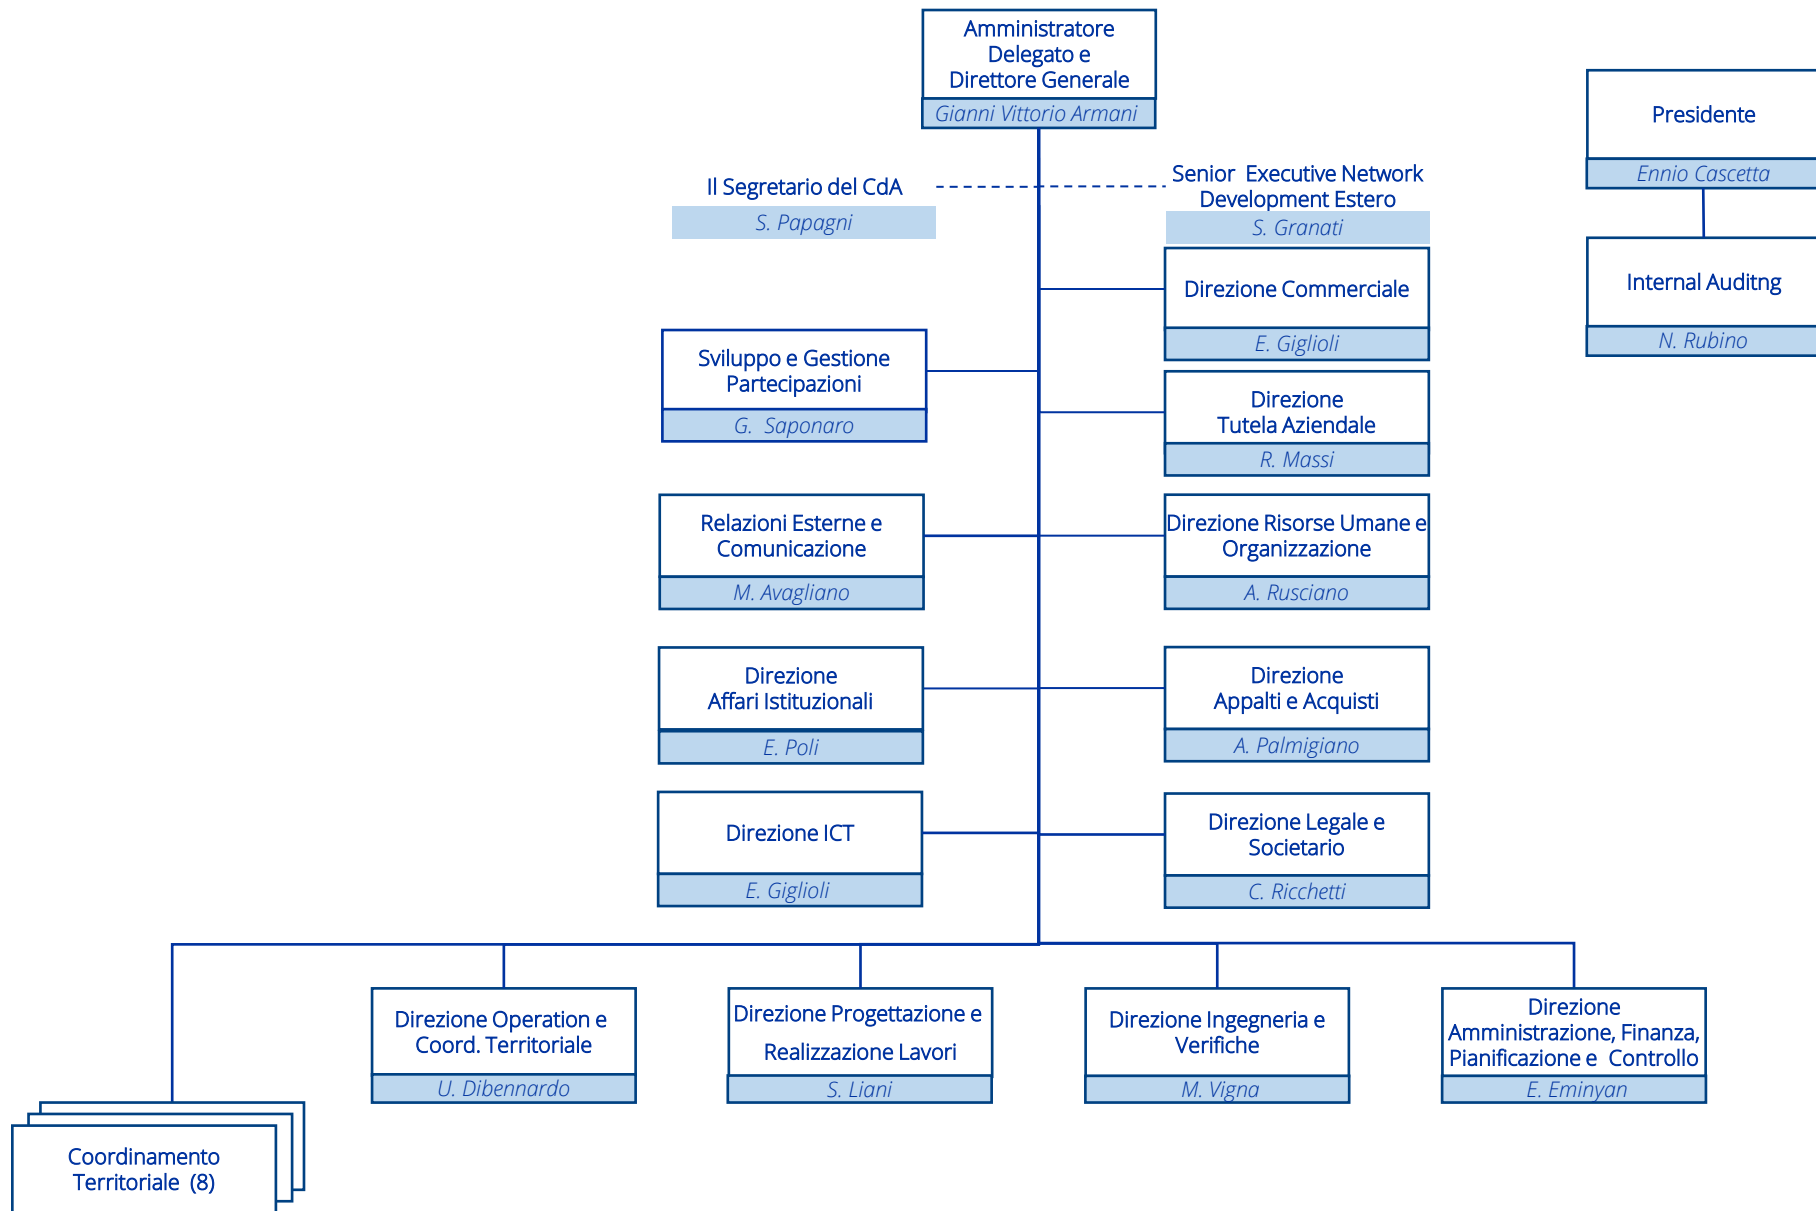 Amministratore
Delegato e
Direttore Generale
Gianni Vittorio Armani
Presidente
Ennio Cascetta
Il Segretario del CdA
S. Papagni
Senior Executive Network
Development Estero
S. Granati
Internal Auditng
N. Rubino
Direzione Commerciale
E. Giglioli
Sviluppo e Gestione
Partecipazioni
G. Saponaro
Direzione
Tutela Aziendale
R. Massi
Relazioni Esterne e
Comunicazione
M. Avagliano
Direzione Risorse Umane e
Organizzazione
A. Rusciano
Direzione
Affari Istituzionali
E. Poli
Direzione
Appalti e Acquisti
A. Palmigiano
Direzione ICT
E. Giglioli
Direzione Legale e
Societario
C. Ricchetti
Direzione Operation e
Coord. Territoriale
U. Dibennardo
Direzione Progettazione e
Realizzazione Lavori
S. Liani
Direzione Ingegneria e
Verifiche
M. Vigna
Direzione
Amministrazione, Finanza,
Pianificazione e Controllo
E. Eminyan
Coordinamento
Territoriale (8)